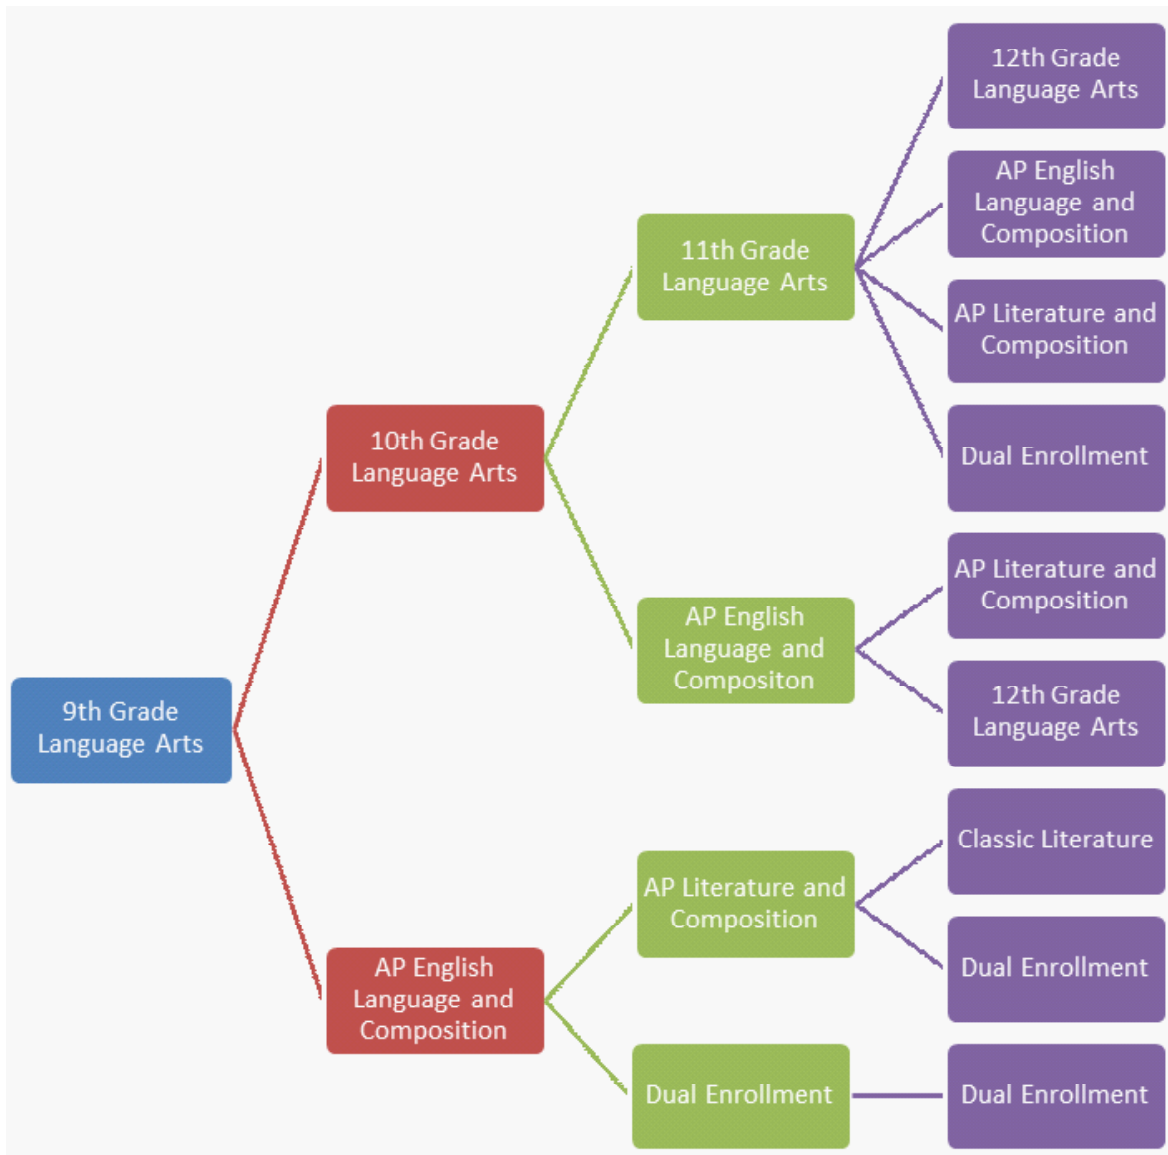 9th Grade
Language Arts
10th Grade
Language Arts
AP English
Language and
Composition
11th Grade
Language Arts
AP English
Language and
Compositon
AP Literature and
Composition
Dual Enrollment
12th Grade
Language Arts
AP English
Language and
Composition
AP Literature and
Composition
Dual Enrollment
AP Literature and
Composition
12th Grade
Language Arts
Classic Literature
Dual Enrollment
Dual Enrollment